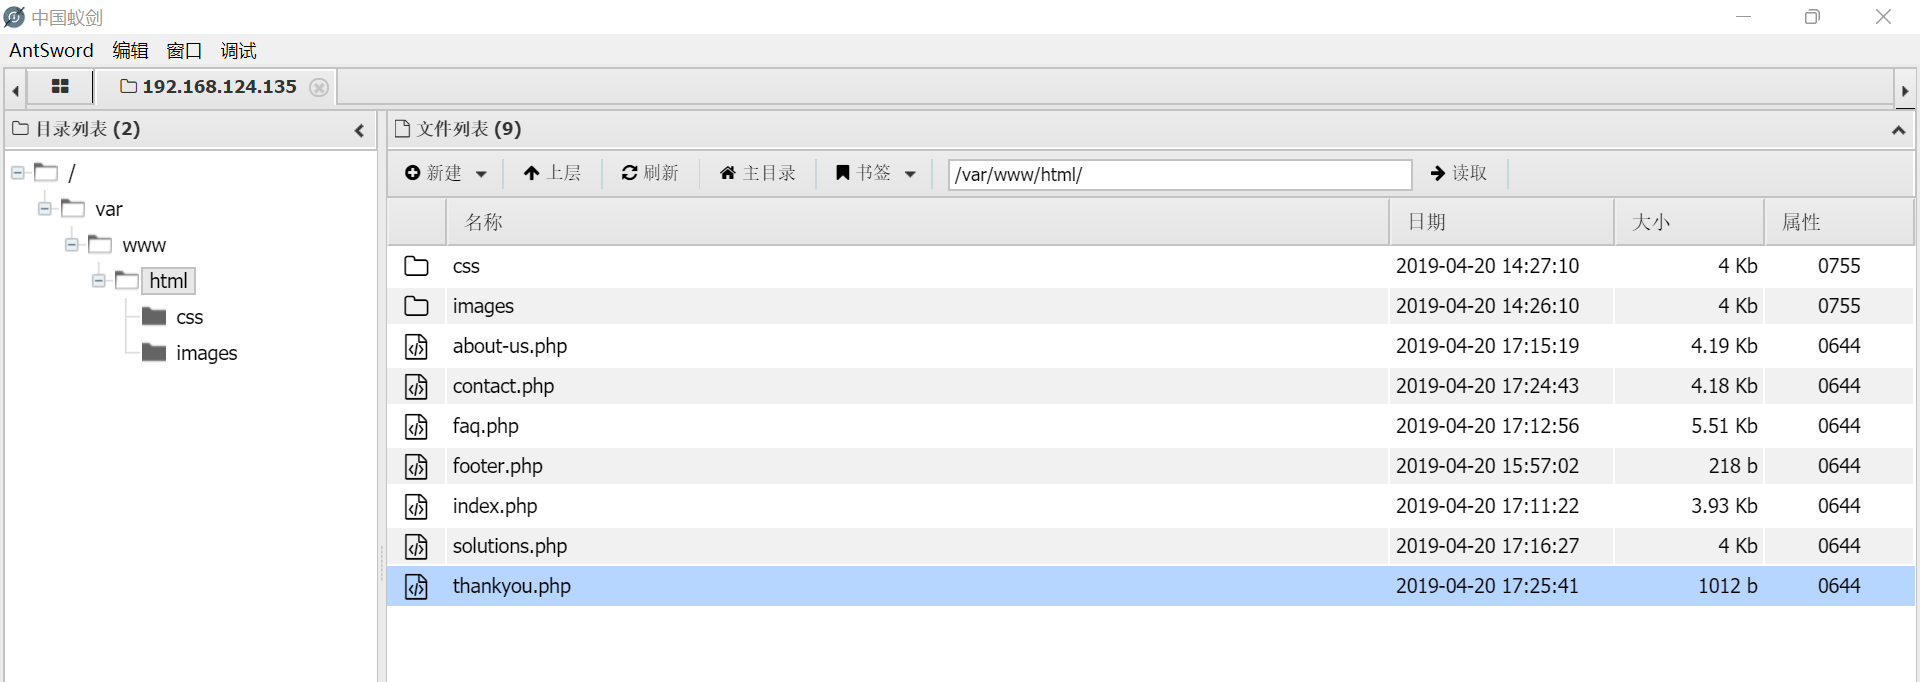 中国蚁剑
AntSword 编辑 窗口 调试
192.168.124.135
目录列表 (2)
/
var
www
html
css
images
文件列表 (9)
新建 上层 刷新 主目录 书签 /var/www/html/ 读取
名称 日期 大小 属性
css 2019-04-20 14:27:10 4 Kb 0755
images 2019-04-20 14:26:10 4 Kb 0755
about-us.php 2019-04-20 17:15:19 4.19 Kb 0644
contact.php 2019-04-20 17:24:43 4.18 Kb 0644
faq.php 2019-04-20 17:12:56 5.51 Kb 0644
footer.php 2019-04-20 15:57:02 218 b 0644
index.php 2019-04-20 17:11:22 3.93 Kb 0644
solutions.php 2019-04-20 17:16:27 4 Kb 0644
thankyou.php 2019-04-20 17:25:41 1012 b 0644